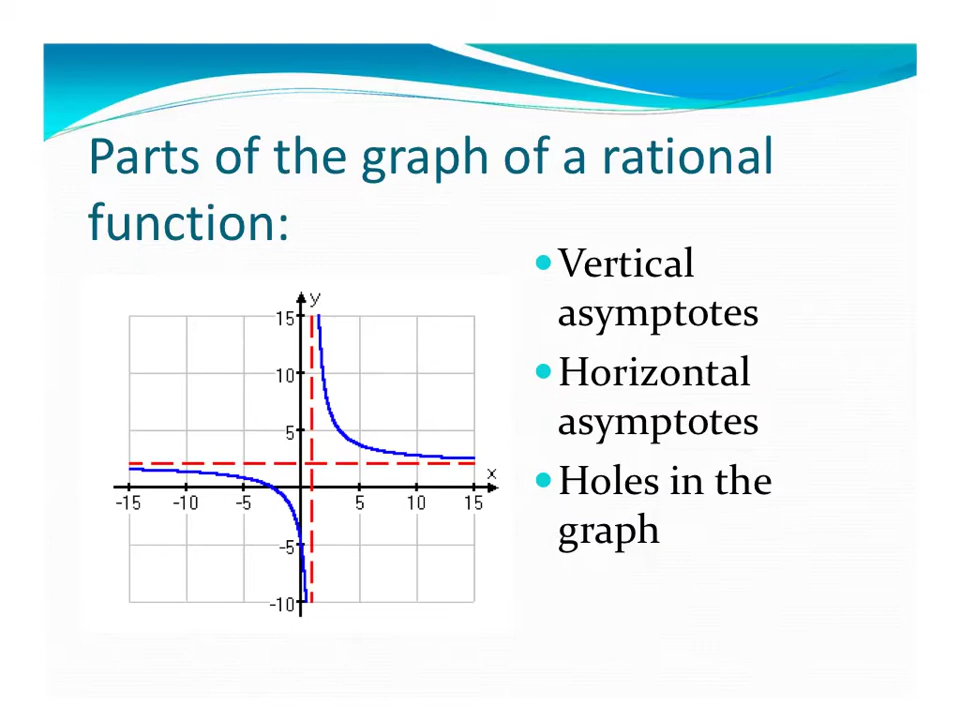 Parts of the graph of a rational
function:
• Vertical
asymptotes
• Horizontal
asymptotes
• Holes in the
graph
y
15
10
5
x
-15 -10 -5 5 10 15
-5
-10